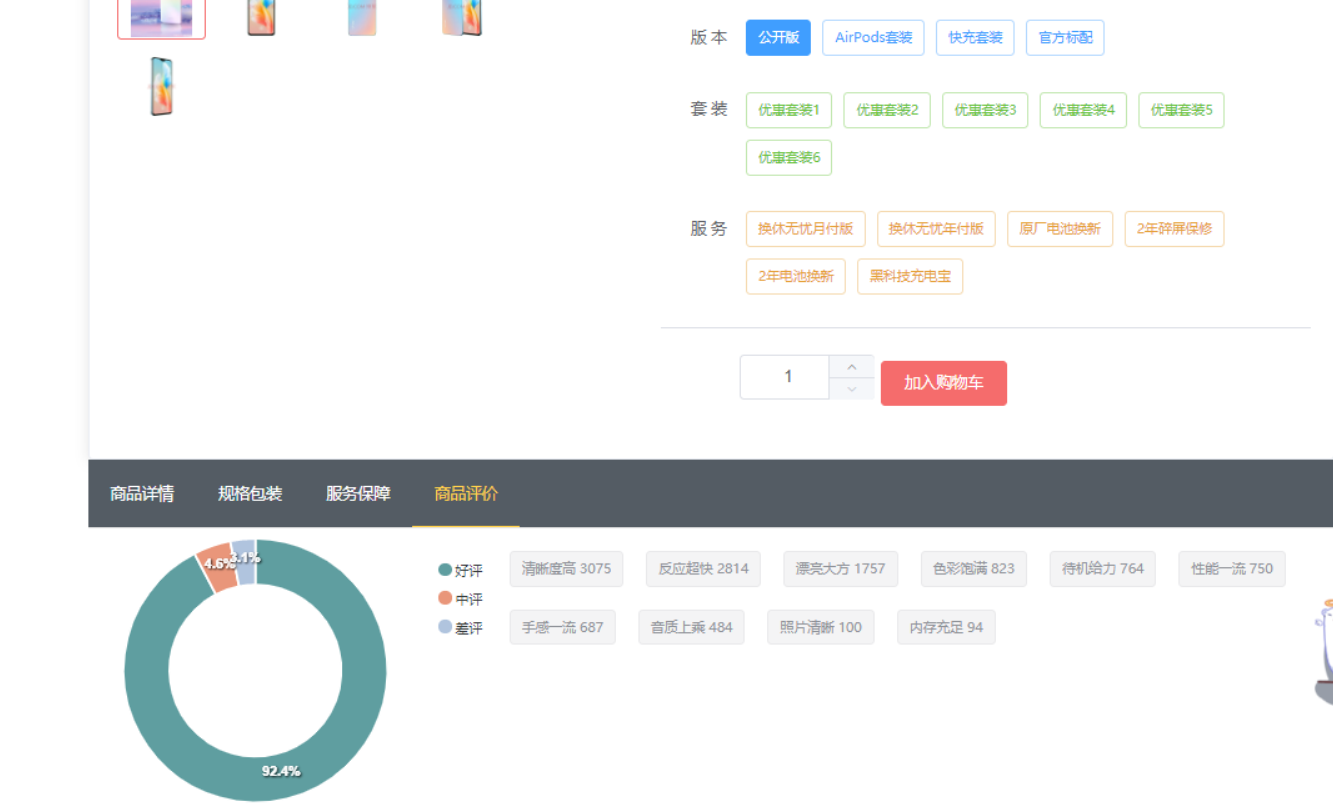 版本 公开版 AirPods套装 快充套装 官方标配
套装 优惠套装1 优惠套装2 优惠套装3 优惠套装4 优惠套装5
优惠套装6
服务 换休无忧月付版 换休无忧年付版 原厂电池换新 2年碎屏保修
2年电池换新 黑科技充电宝
1 加入购物车
商品详情 规格包装 服务保障 商品评价
4.6% 3.1%
92.4%
好评
中评
差评
清晰度高 3075 反应超快 2814 漂亮大方 1757 色彩饱满 823 待机给力 764 性能一流 750
手感一流 687 音质上乘 484 照片清晰 100 内存充足 94